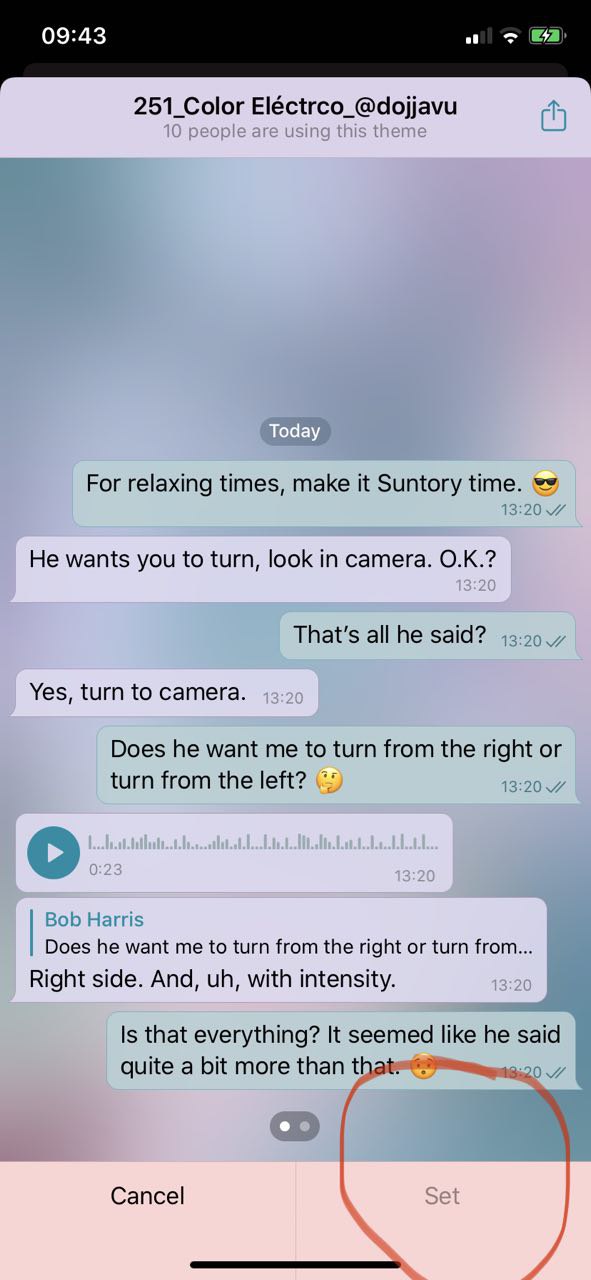 09:43
251_Color Eléctrco_@dojjavu
10 people are using this theme
Today
For relaxing times, make it Suntory time. 😎
13:20
He wants you to turn, look in camera. O.K.?
13:20
That’s all he said? 13:20
Yes, turn to camera. 13:20
Does he want me to turn from the right or
turn from the left? 🤔 13:20
0:23 13:20
Bob Harris
Does he want me to turn from the right or turn from...
Right side. And, uh, with intensity. 13:20
Is that everything? It seemed like he said
quite a bit more than that. 😯 13:20
Cancel Set